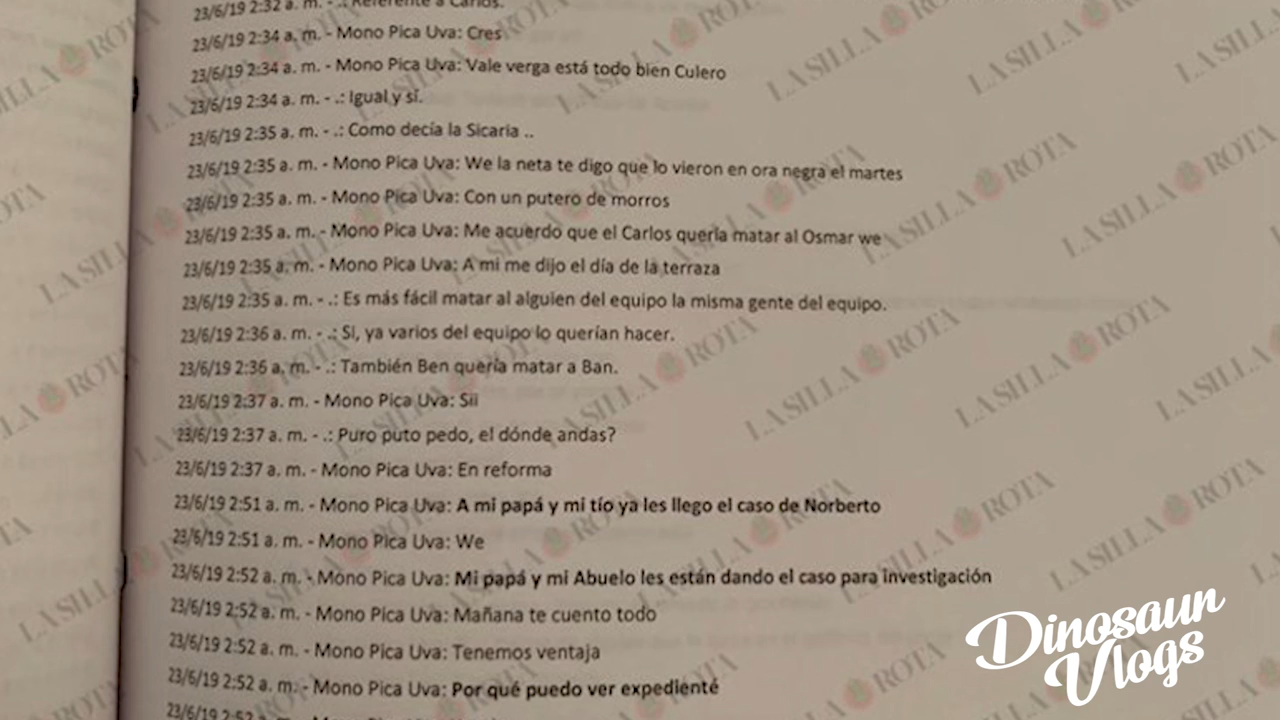 23/6/19 2:32 a. m. - .: Referente a Carlos.
23/6/19 2:34 a. m. - Mono Pica Uva: Cres
23/6/19 2:34 a. m. - Mono Pica Uva: Vale verga está todo bien Culero
23/6/19 2:34 a. m. - .: Igual y sí.
23/6/19 2:35 a. m. - .: Como decía la Sicaria ..
23/6/19 2:35 a. m. - Mono Pica Uva: We la neta te digo que lo vieron en ora negra el martes
23/6/19 2:35 a. m. - Mono Pica Uva: Con un putero de morros
23/6/19 2:35 a. m. - Mono Pica Uva: Me acuerdo que el Carlos quería matar al Osmar we
23/6/19 2:35 a. m. - Mono Pica Uva: A mi me dijo el día de la terraza
23/6/19 2:35 a. m. - .: Es más fácil matar al alguien del equipo la misma gente del equipo.
23/6/19 2:36 a. m. - .: Si, ya varios del equipo lo querían hacer.
23/6/19 2:36 a. m. - .: También Ben quería matar a Ban.
23/6/19 2:37 a. m. - Mono Pica Uva: Sii
23/6/19 2:37 a. m. - .: Puro puto pedo, el dónde andas?
23/6/19 2:37 a. m. - Mono Pica Uva: En reforma
23/6/19 2:51 a. m. - Mono Pica Uva: A mi papá y mi tío ya les llego el caso de Norberto
23/6/19 2:51 a. m. - Mono Pica Uva: We
23/6/19 2:52 a. m. - Mono Pica Uva: Mi papá y mi Abuelo les están dando el caso para investigación
23/6/19 2:52 a. m. - Mono Pica Uva: Mañana te cuento todo
23/6/19 2:52 a. m. - Mono Pica Uva: Tenemos ventaja
23/6/19 2:52 a. m. - Mono Pica Uva: Por qué puedo ver expedienté
23/6/19 2:52
LA SILLA ROTA
Dinosaur
Vlogs